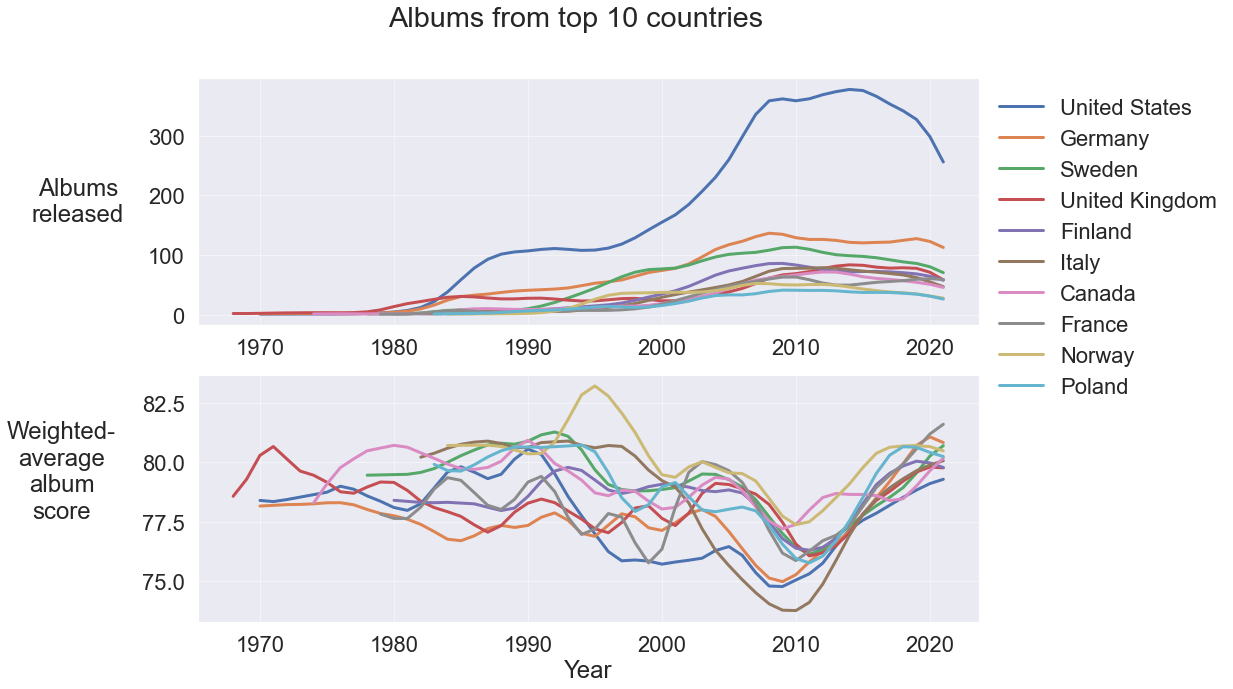 Albums from top 10 countries
Albums
released
300
200
100
0
1970 1980 1990 2000 2010 2020
United States
Germany
Sweden
United Kingdom
Finland
Italy
Canada
France
Norway
Poland
Weighted-
average
album
score
82.5
80.0
77.5
75.0
1970 1980 1990 2000 2010 2020
Year